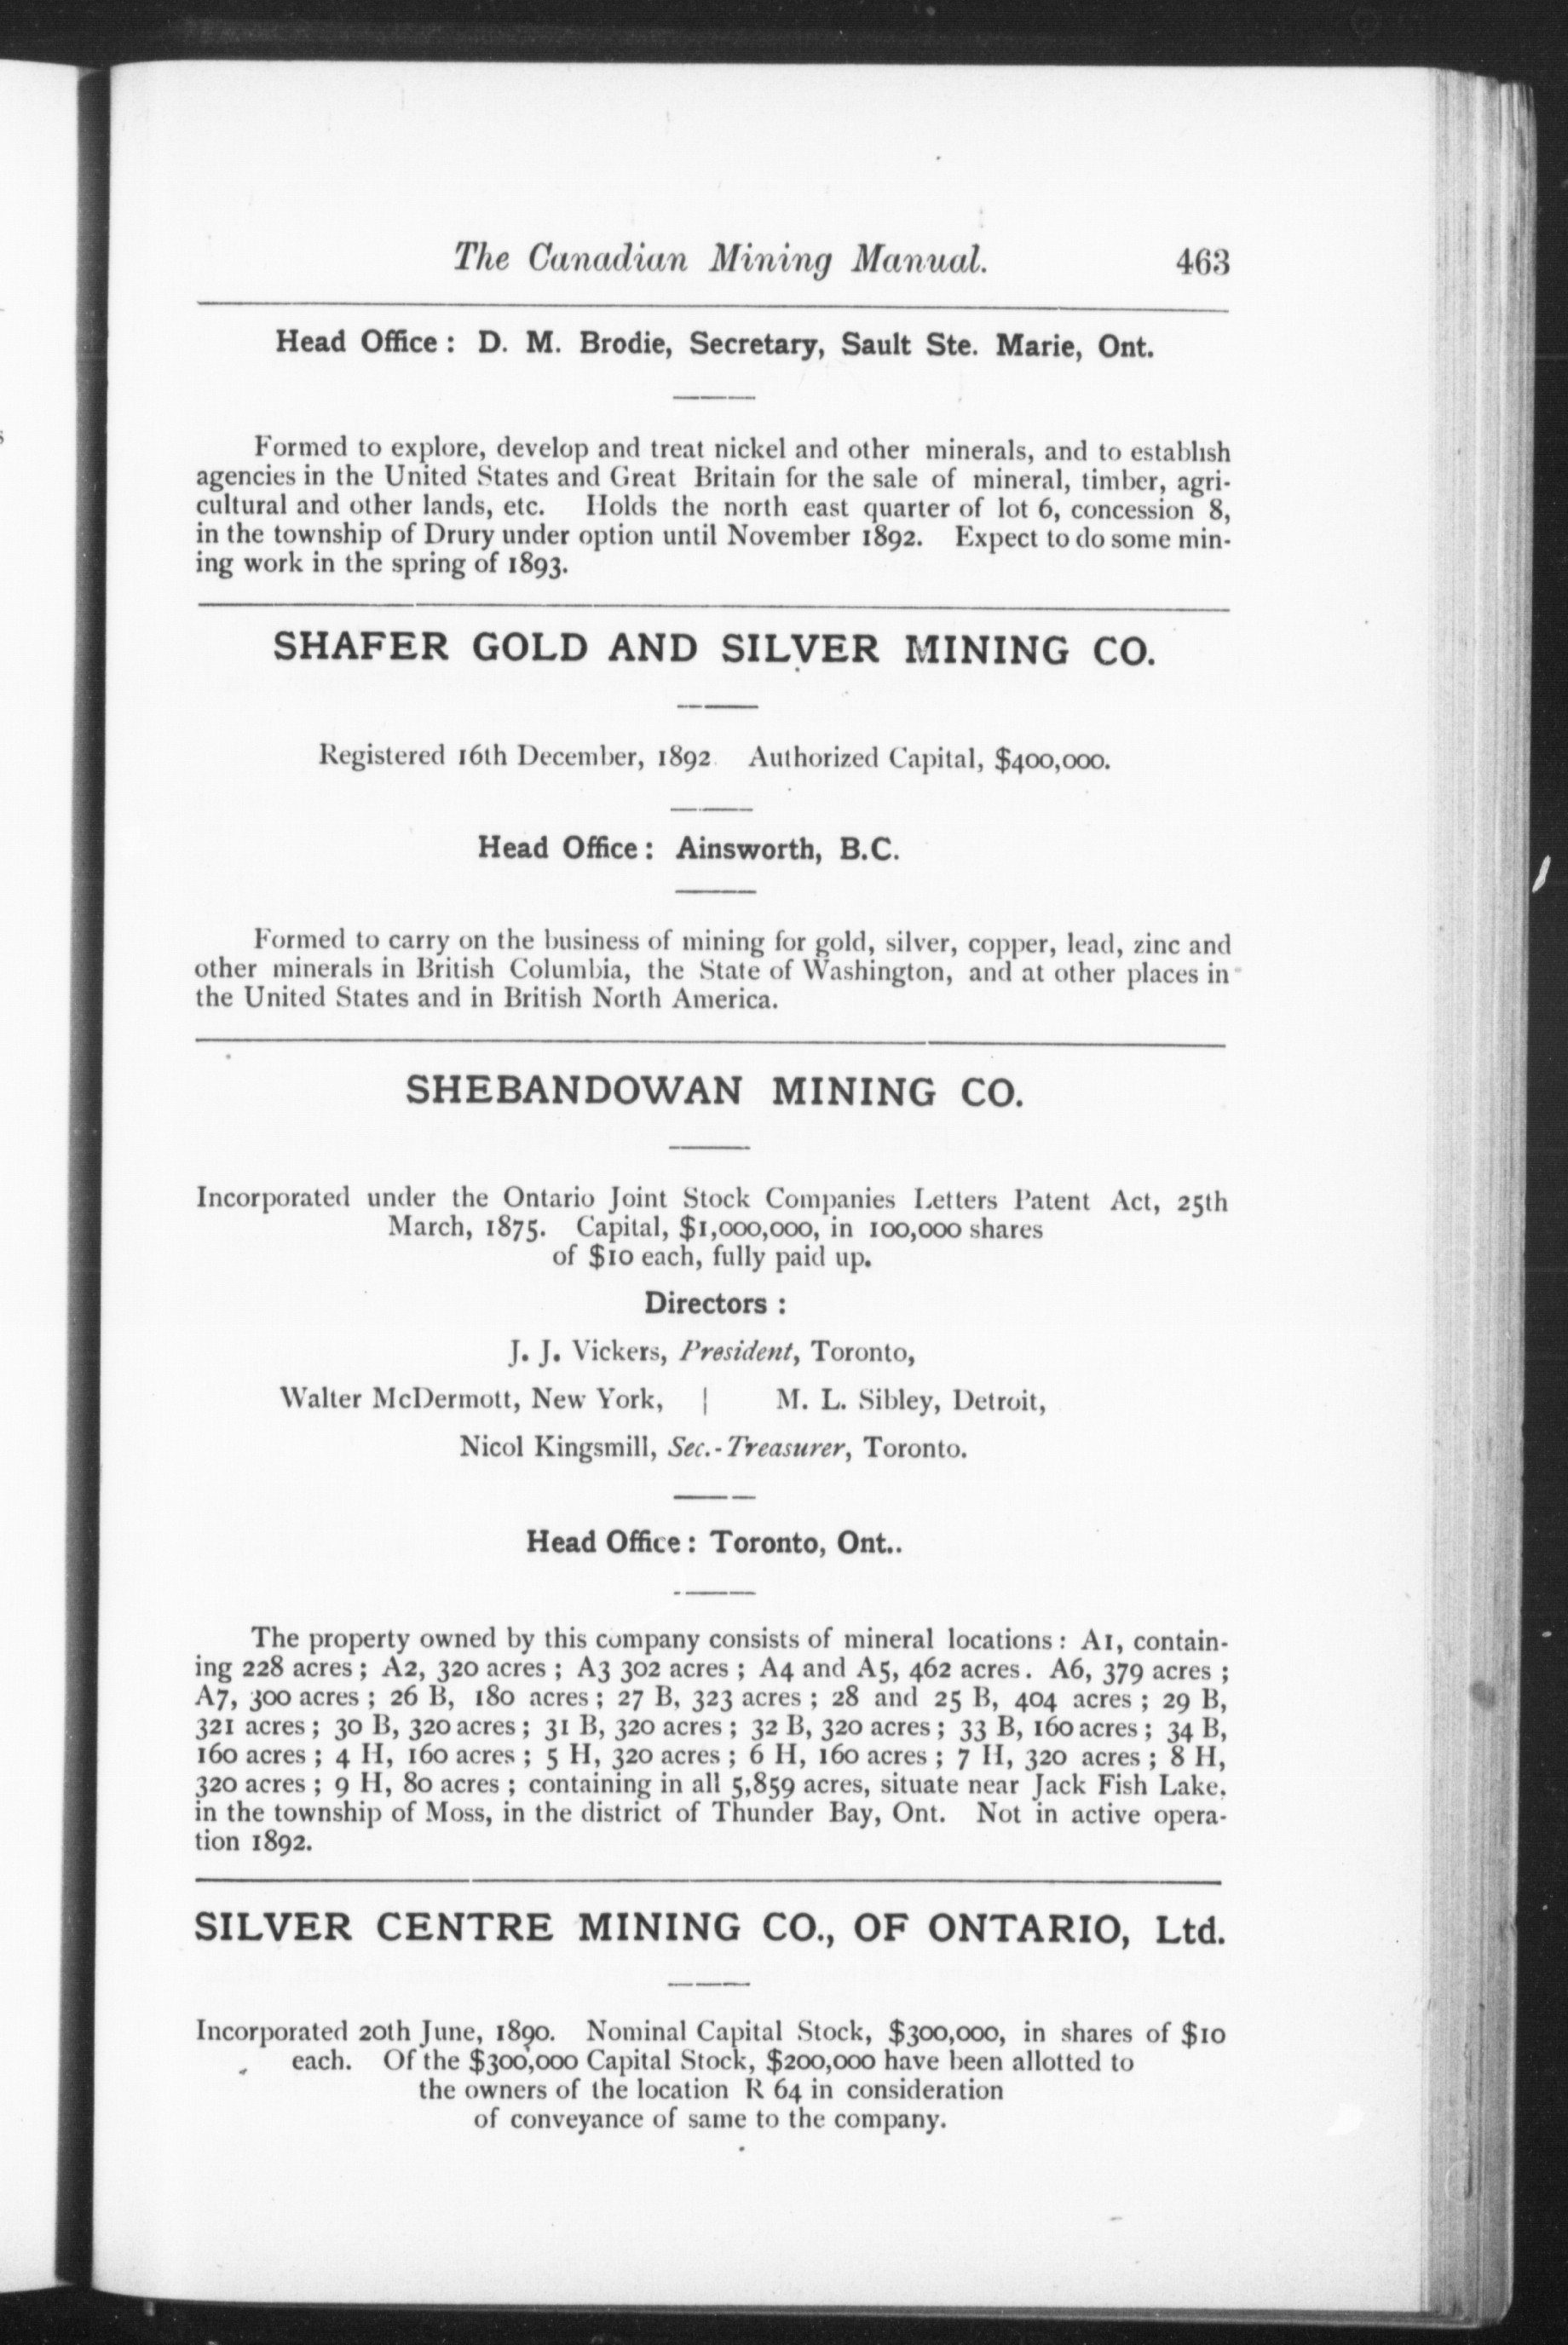 The Canadian Mining Manual. 463
Head Office : D. M. Brodie, Secretary, Sault Ste. Marie, Ont.
Formed to explore, develop and treat nickel and other minerals, and to establish
agencies in the United States and Great Britain for the sale of mineral, timber, agri-
cultural and other lands, etc. Holds the north east quarter of lot 6, concession 8,
in the township of Drury under option until November 1892. Expect to do some min-
ing work in the spring of 1893.
SHAFER GOLD AND SILVER MINING CO.
Registered 16th December, 1892. Authorized Capital, $400,000.
Head Office : Ainsworth, B.C.
Formed to carry on the business of mining for gold, silver, copper, lead, zinc and
other minerals in British Columbia, the State of Washington, and at other places in
the United States and in British North America.
SHEBANDOWAN MINING CO.
Incorporated under the Ontario Joint Stock Companies Letters Patent Act, 25th
March, 1875. Capital, $1,000,000, in 100,000 shares
of $10 each, fully paid up.
Directors :
J. J. Vickers, President, Toronto,
Walter McDermott, New York, | M. L. Sibley, Detroit,
Nicol Kingsmill, Sec.-Treasurer, Toronto.
Head Office : Toronto, Ont..
The property owned by this company consists of mineral locations : A1, contain-
ing 228 acres ; A2, 320 acres ; A3 302 acres ; A4 and A5, 462 acres. A6, 379 acres ;
A7, 300 acres ; 26 B, 180 acres ; 27 B, 323 acres ; 28 and 25 B, 404 acres ; 29 B,
321 acres ; 30 B, 320 acres ; 31 B, 320 acres ; 32 B, 320 acres ; 33 B, 160 acres ; 34 B,
160 acres ; 4 H, 160 acres ; 5 H, 320 acres ; 6 H, 160 acres ; 7 H, 320 acres ; 8 H,
320 acres ; 9 H, 80 acres ; containing in all 5,859 acres, situate near Jack Fish Lake,
in the township of Moss, in the district of Thunder Bay, Ont. Not in active opera-
tion 1892.
SILVER CENTRE MINING CO., OF ONTARIO, Ltd.
Incorporated 20th June, 1890. Nominal Capital Stock, $300,000, in shares of $10
each. Of the $300,000 Capital Stock, $200,000 have been allotted to
the owners of the location R 64 in consideration
of conveyance of same to the company.